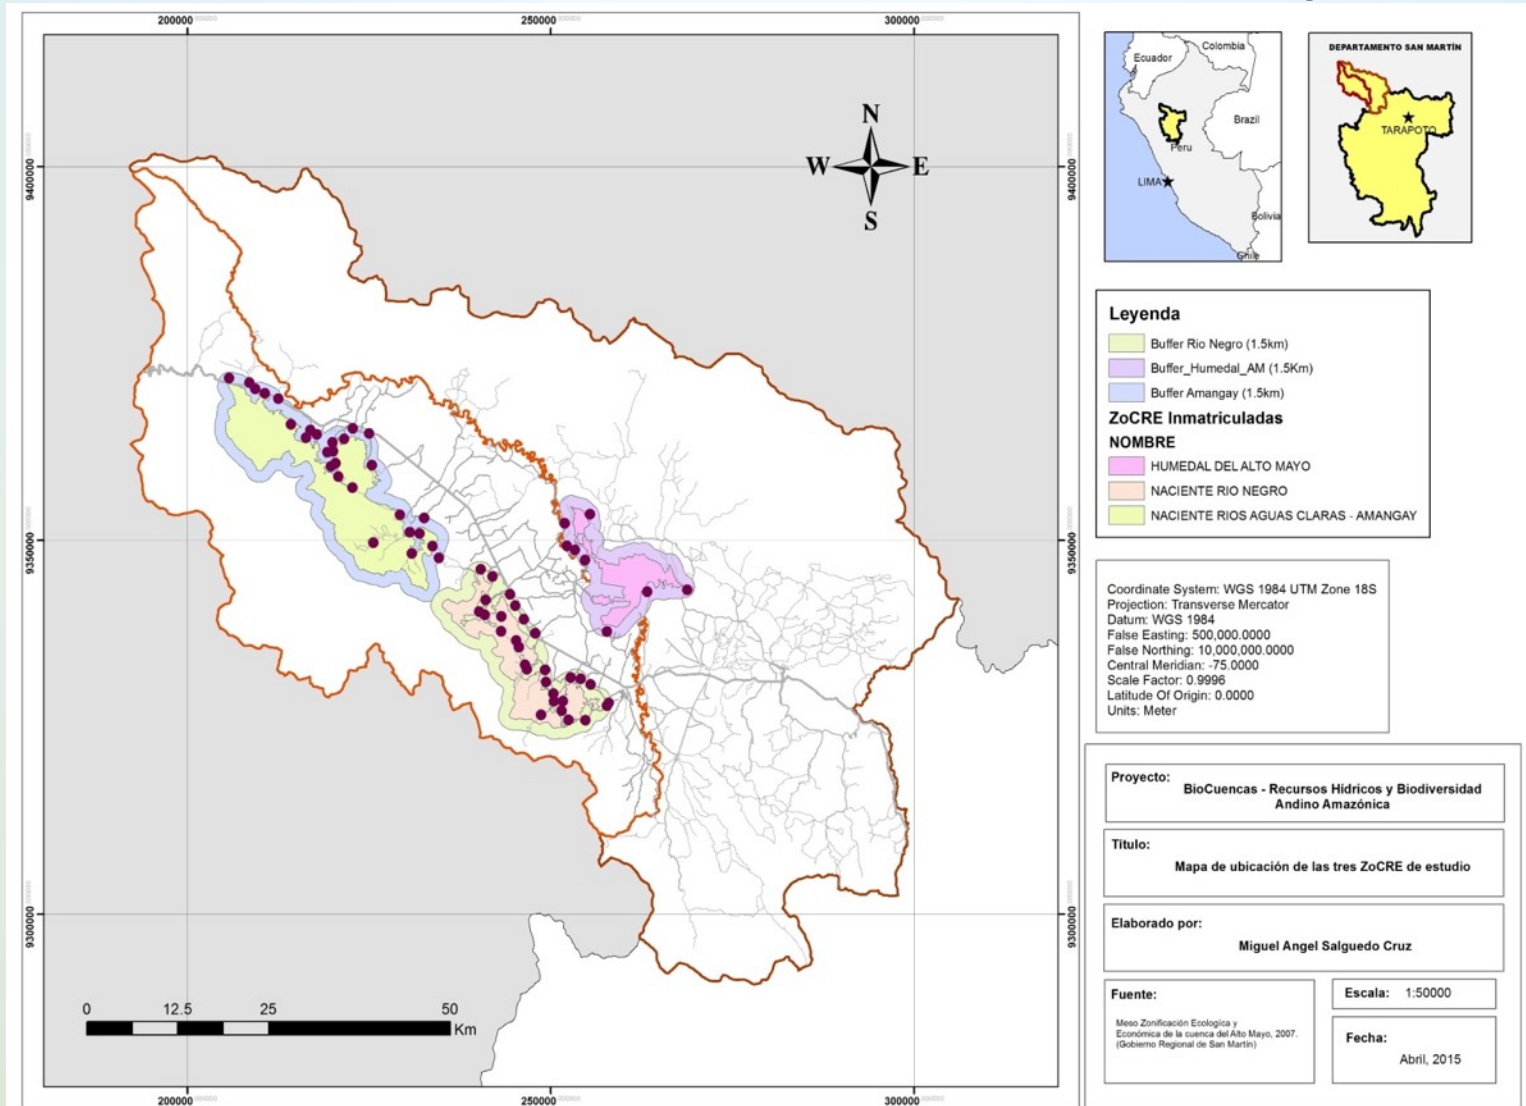 200000
250000
300000
9400000
9350000
9300000
9400000
9350000
9300000
N
W E
S
0 12.5 25 50
Km
200000
250000
300000
Ecuador
Colombia
Brazil
Peru
LIMA
Bolivia
DEPARTAMENTO SAN MARTÍN
TARAPOTO
Leyenda
Buffer Rio Negro (1.5km)
Buffer_Humedal_AM (1.5Km)
Buffer Amangay (1.5km)
ZoCRE Inmatriculadas
NOMBRE
HUMEDAL DEL ALTO MAYO
NACIENTE RIO NEGRO
NACIENTE RIOS AGUAS CLARAS - AMANGAY
Coordinate System: WGS 1984 UTM Zone 18S
Projection: Transverse Mercator
Datum: WGS 1984
False Easting: 500,000.0000
False Northing: 10,000,000.0000
Central Meridian: -75.0000
Scale Factor: 0.9996
Latitude Of Origin: 0.0000
Units: Meter
Proyecto:
BioCuencas - Recursos Hídricos y Biodiversidad
Andino Amazónica
Título:
Mapa de ubicación de las tres ZoCRE de estudio
Elaborado por:
Miguel Angel Salguedo Cruz
Fuente:
Meso Zonificación Ecologica y
Económica de la cuenca del Alto Mayo, 2007.
(Gobierno Regional de San Martín)
Escala: 1:50000
Fecha:
Abril, 2015